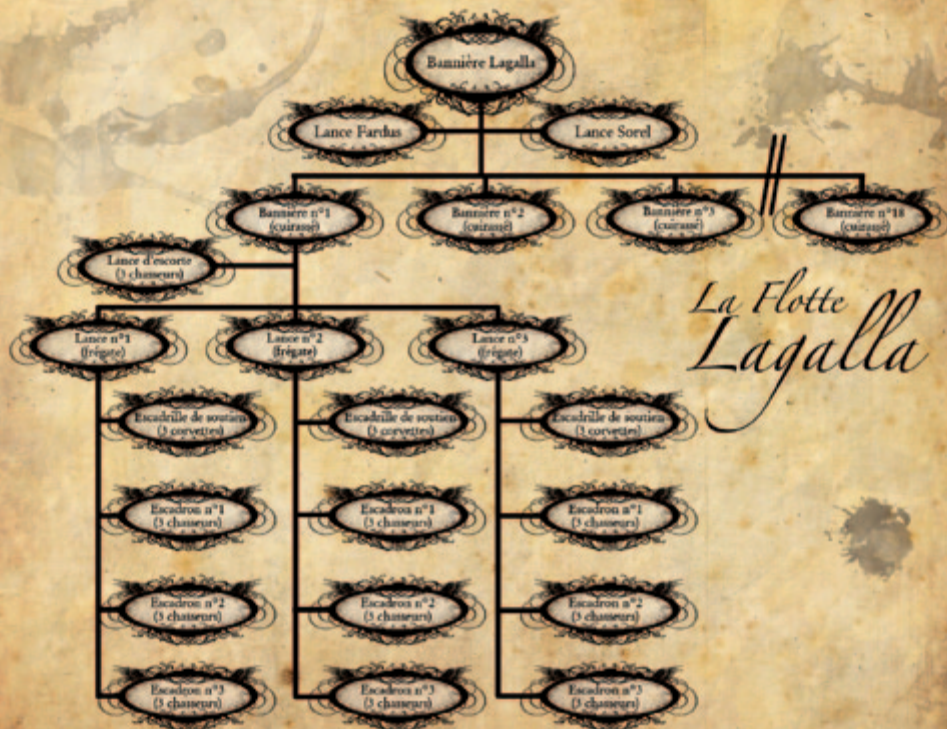 Bannière Lagalla
Lance Fardus
Lance Sorel
Bannière n°1
(cuirassé)
Bannière n°2
(cuirassé)
Bannière n°3
(cuirassé)
Bannière n°18
(cuirassé)
Lance d'escorte
(3 chasseurs)
La Flotte
Lagalla
Lance n°1
(frégate)
Lance n°2
(frégate)
Lance n°3
(frégate)
Escadrille de soutien
(3 corvettes)
Escadrille de soutien
(3 corvettes)
Escadrille de soutien
(3 corvettes)
Escadron n°1
(3 chasseurs)
Escadron n°1
(3 chasseurs)
Escadron n°1
(3 chasseurs)
Escadron n°2
(3 chasseurs)
Escadron n°2
(3 chasseurs)
Escadron n°2
(3 chasseurs)
Escadron n°3
(3 chasseurs)
Escadron n°3
(3 chasseurs)
Escadron n°3
(3 chasseurs)